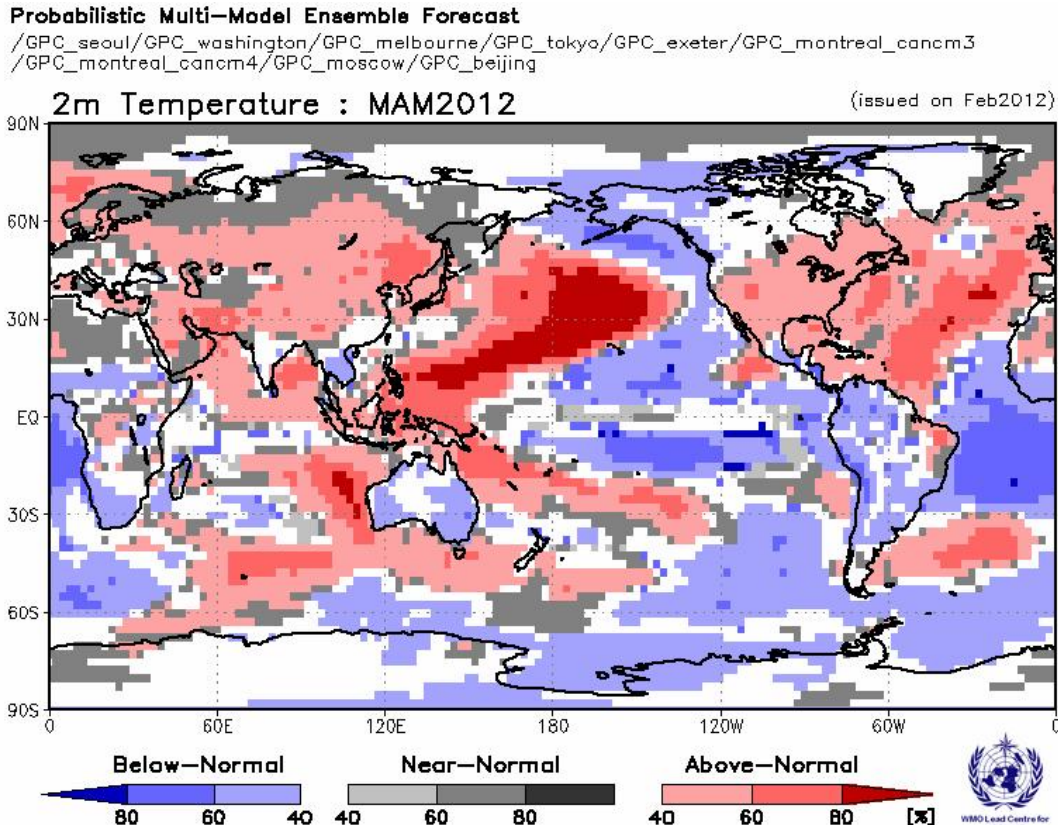 Probabilistic Multi-Model Ensemble Forecast
/GPC_seoul/GPC_washington/GPC_melbourne/GPC_tokyo/GPC_exeter/GPC_montreal_cancm3
/GPC_montreal_cancm4/GPC_moscow/GPC_beijing
2m Temperature : MAM2012 (issued on Feb2012)
90N
60N
30N
EQ
30S
60S
90S
0 60E 120E 180 120W 60W 0
Below-Normal Near-Normal Above-Normal
80 60 40 40 60 80 40 60 80 [%]
WMO Lead Centre for